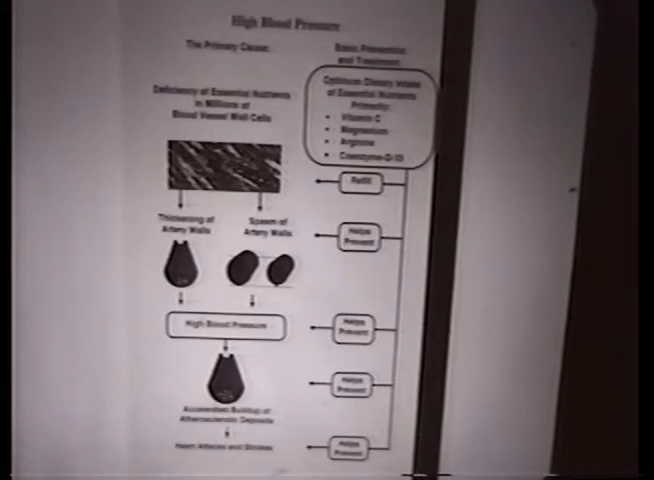 High Blood Pressure
The Primary Cause:
Basic Prevention
and Treatment:
Deficiency of Essential Nutrients
in Millions of
Blood Vessel Wall Cells
Optimum Dietary Intake
of Essential Nutrients
Primarily:
• Vitamin C
• Magnesium
• Arginine
• Coenzyme-Q-10
Refill
Thickening of
Artery Walls
Spasm of
Artery Walls
Helps
Prevent
High Blood Pressure
Helps
Prevent
Helps
Prevent
Accelerated Buildup of
Atherosclerotic Deposits
Heart Attacks and Strokes
Helps
Prevent